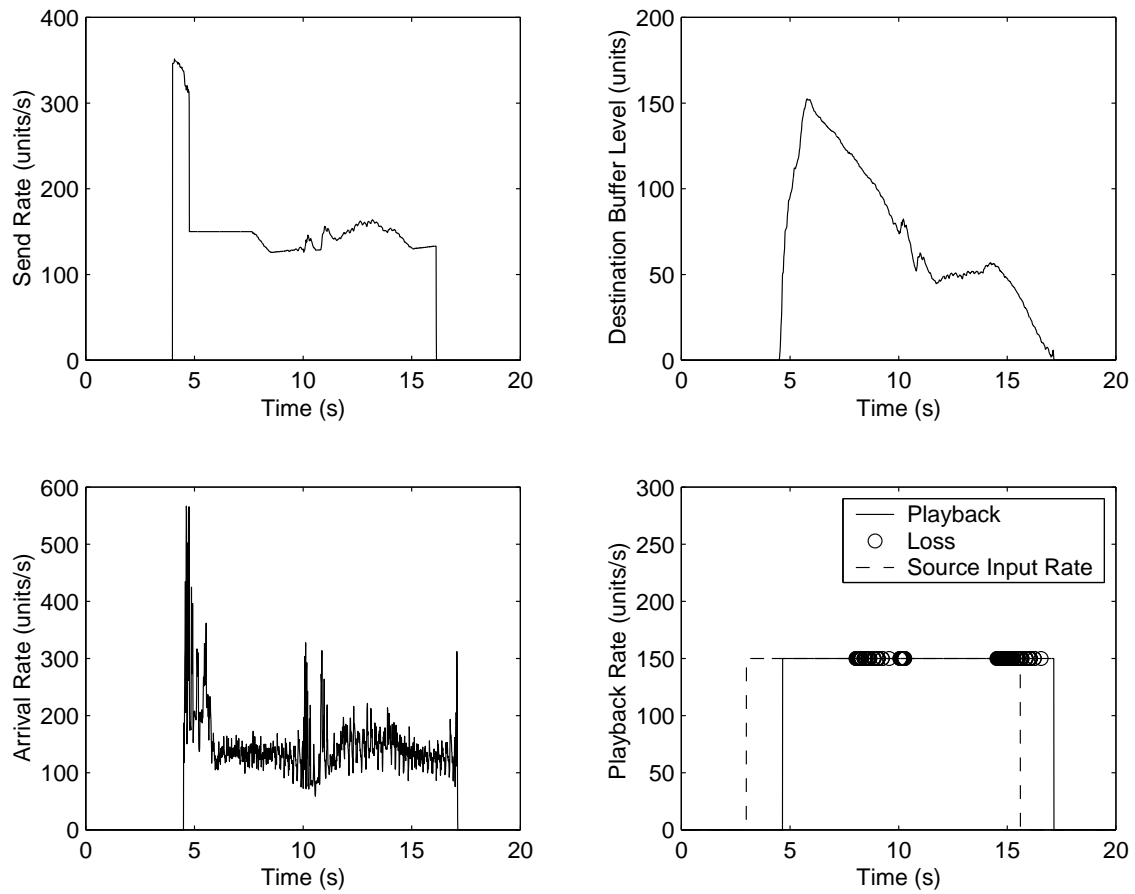 400
300
200
100
0
Send Rate (units/s)
0 5 10 15 20
Time (s)
200
150
100
50
0
Destination Buffer Level (units)
0 5 10 15 20
Time (s)
600
500
400
300
200
100
0
Arrival Rate (units/s)
0 5 10 15 20
Time (s)
300
250
200
150
100
50
0
Playback Rate (units/s)
Playback
Loss
Source Input Rate
0 5 10 15 20
Time (s)